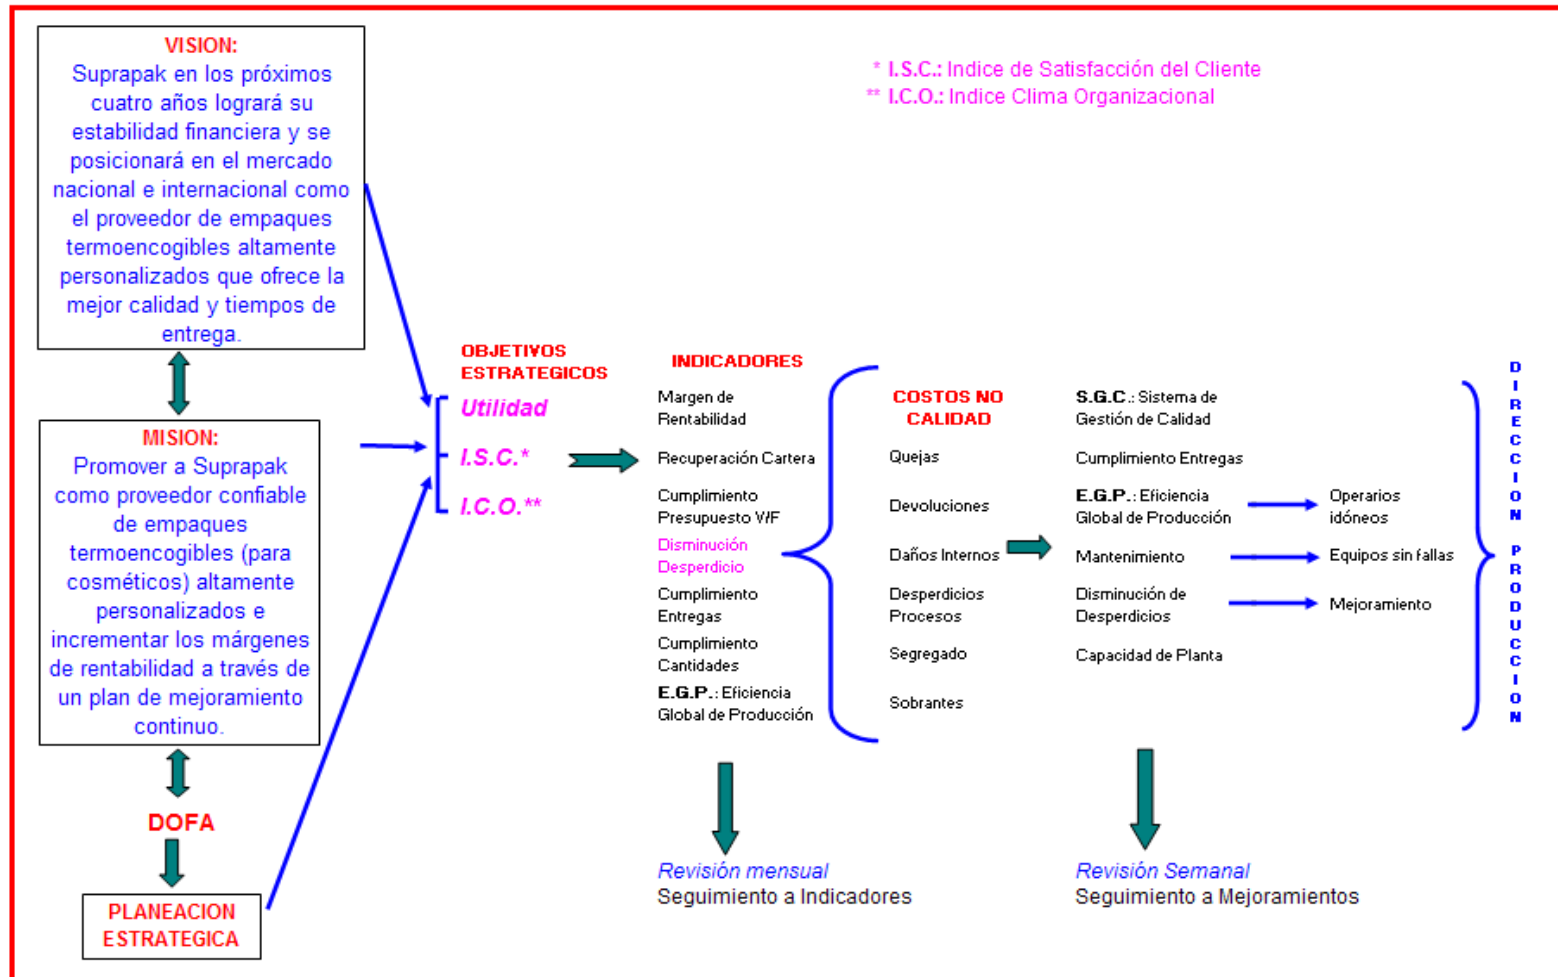 VISION:
Suprapak en los próximos
cuatro años logrará su
estabilidad financiera y se
posicionará en el mercado
nacional e internacional como
el proveedor de empaques
termoencogibles altamente
personalizados que ofrece la
mejor calidad y tiempos de
entrega.
MISION:
Promover a Suprapak
como proveedor confiable
de empaques
termoencogibles (para
cosméticos) altamente
personalizados e
incrementar los márgenes
de rentabilidad a través de
un plan de mejoramiento
continuo.
DOFA
PLANEACION
ESTRATEGICA
* I.S.C.: Indice de Satisfacción del Cliente
** I.C.O.: Indice Clima Organizacional
OBJETIVOS
ESTRATEGICOS
Utilidad
I.S.C.*
I.C.O.**
INDICADORES
Margen de
Rentabilidad
Recuperación Cartera
Cumplimiento
Presupuesto V/F
Disminución
Desperdicio
Cumplimiento
Entregas
Cumplimiento
Cantidades
E.G.P.: Eficiencia
Global de Producción
Revisión mensual
Seguimiento a Indicadores
COSTOS NO
CALIDAD
Quejas
Devoluciones
Daños Internos
Desperdicios
Procesos
Segregado
Sobrantes
S.G.C.: Sistema de
Gestión de Calidad
Cumplimiento Entregas
E.G.P.: Eficiencia
Global de Producción
Mantenimiento
Disminución de
Desperdicios
Capacidad de Planta
Revisión Semanal
Seguimiento a Mejoramientos
Operarios
idóneos
Equipos sin fallas
Mejoramiento
DIRECCION PRODUCCION